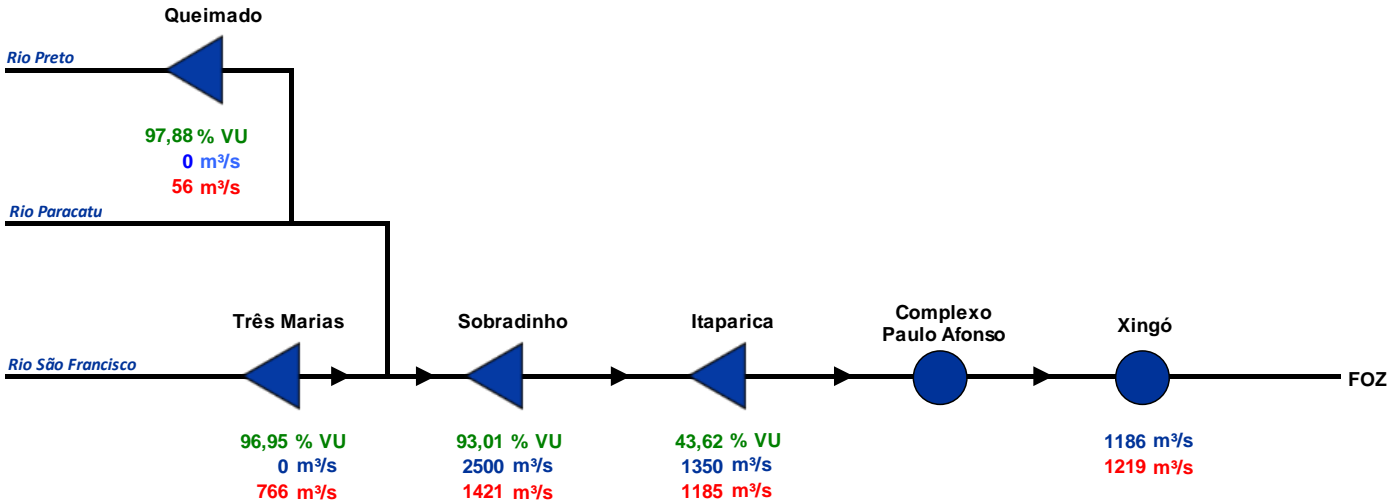 Queimado
Rio Preto
97,88 % VU
0 m³/s
56 m³/s
Rio Paracatu
Três Marias
Sobradinho
Itaparica
Complexo
Paulo Afonso
Xingó
Rio São Francisco
FOZ
96,95 % VU
0 m³/s
766 m³/s
93,01 % VU
2500 m³/s
1421 m³/s
43,62 % VU
1350 m³/s
1185 m³/s
1186 m³/s
1219 m³/s